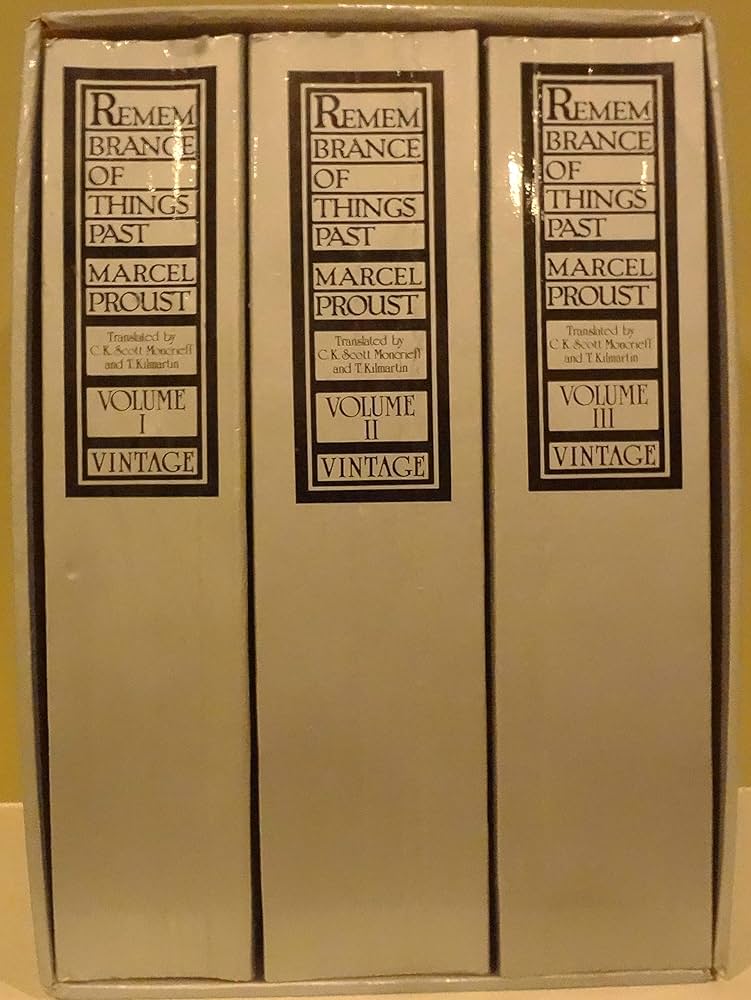 REMEM
BRANCE
OF
THINGS
PAST
MARCEL
PROUST
Translated by
C. K. Scott Moncrieff
and T. Kilmartin
VOLUME
I
VINTAGE
REMEM
BRANCE
OF
THINGS
PAST
MARCEL
PROUST
Translated by
C. K. Scott Moncrieff
and T. Kilmartin
VOLUME
II
VINTAGE
REMEM
BRANCE
OF
THINGS
PAST
MARCEL
PROUST
Translated by
C. K. Scott Moncrieff
and T. Kilmartin
VOLUME
III
VINTAGE